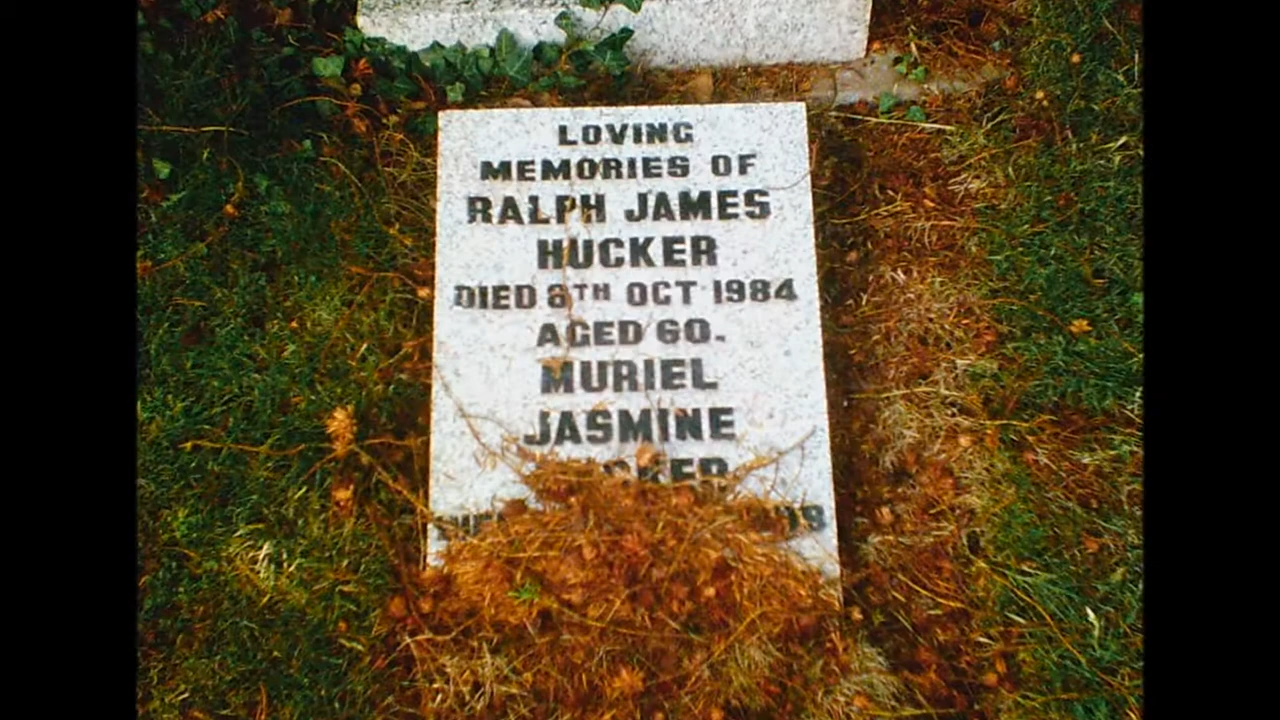 LOVING
MEMORIES OF
RALPH JAMES
HUCKER
DIED 8TH OCT 1984
AGED 60.
MURIEL
JASMINE